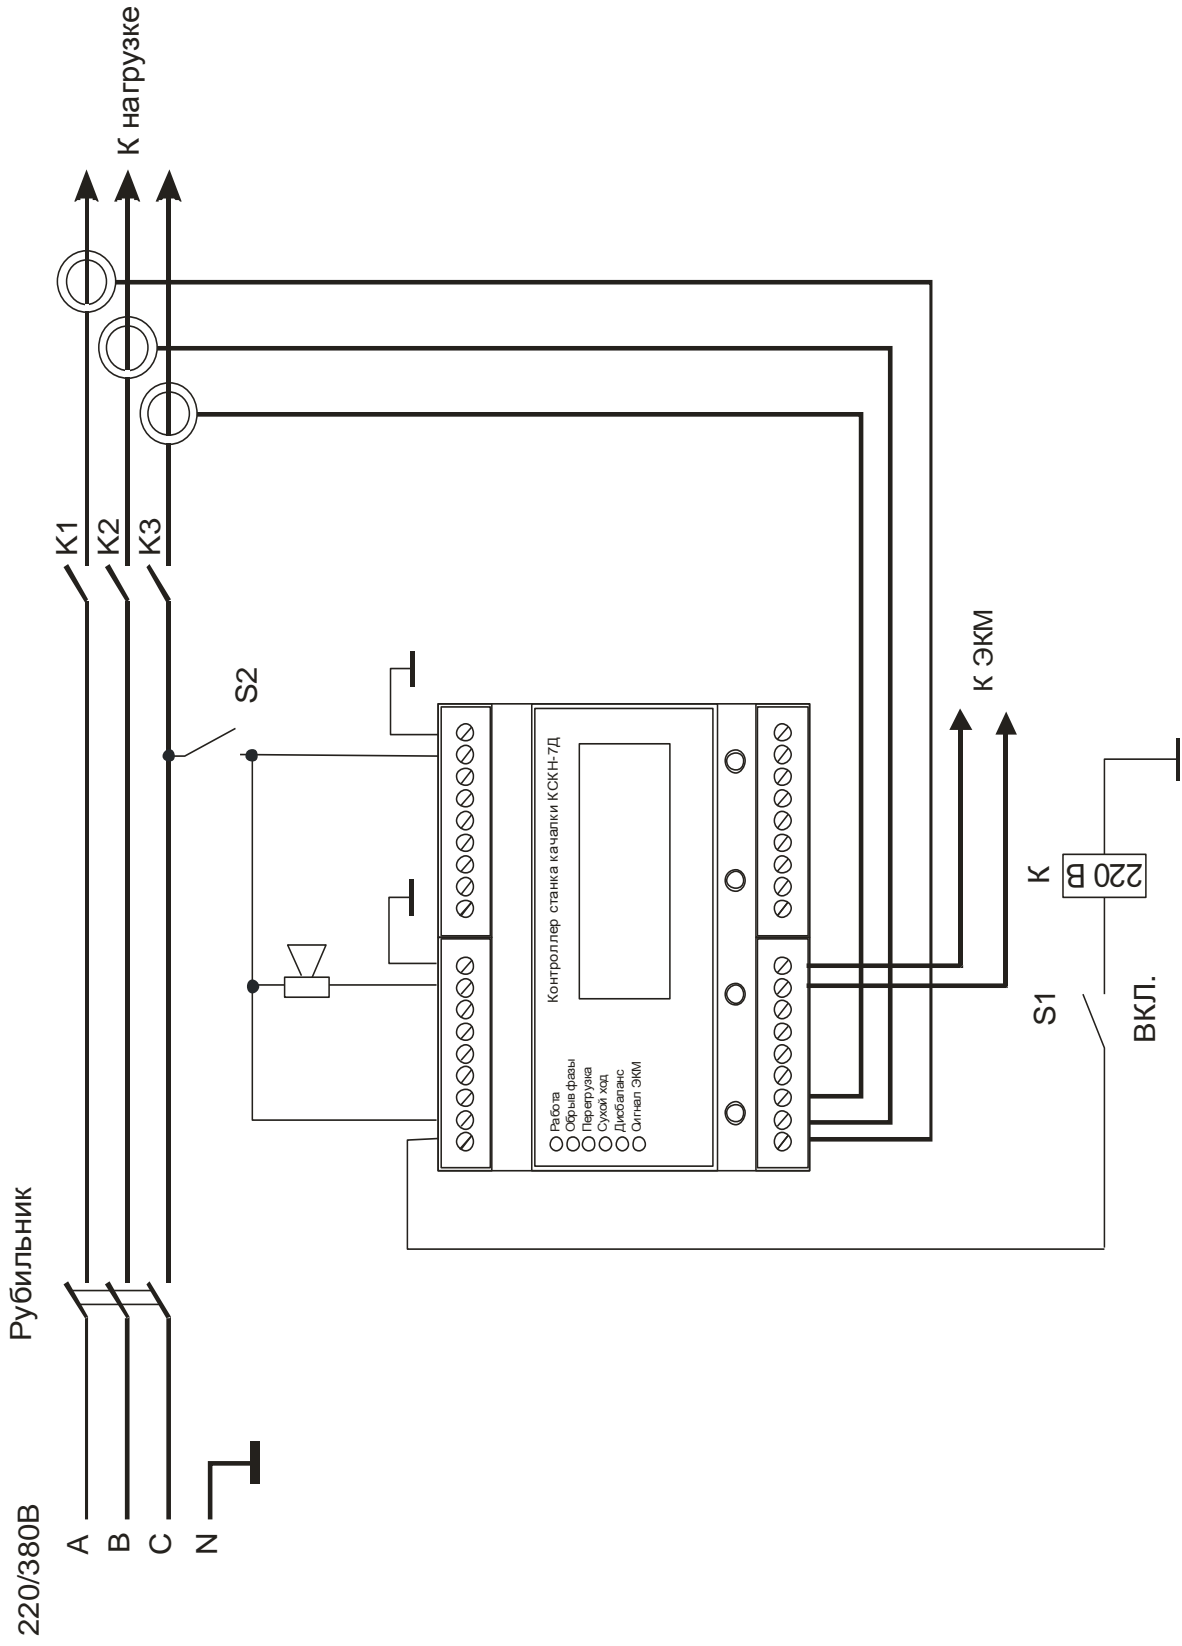 220/380В
Рубильник
A
B
C
N
K1
K2
K3
К нагрузке
S2
Контроллер станка качалки КСКН-7Д
Работа
Обрыв фазы
Перегрузка
Сухой ход
Дисбаланс
Сигнал ЭКМ
К ЭКМ
S1
ВКЛ.
К
220 В